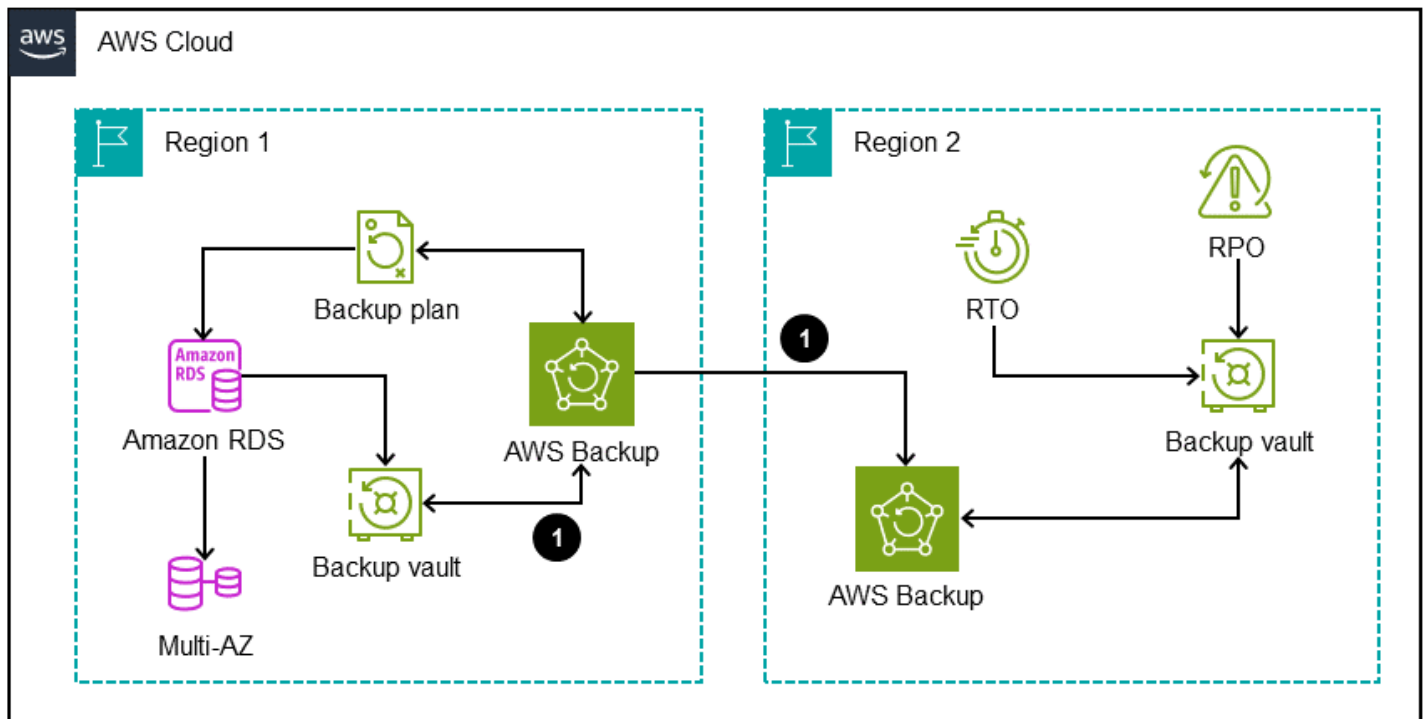 aws
AWS Cloud
Region 1
Backup plan
Amazon
RDS
Amazon RDS
AWS Backup
1
Backup vault
Multi-AZ
1
Region 2
RPO
RTO
Backup vault
AWS Backup